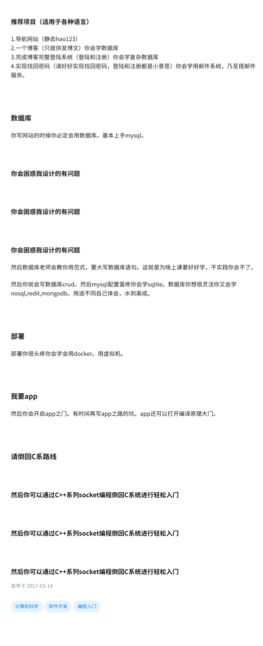 推荐项目（适用于各种语言）
1.导航网站（静态hao123）
2.一个博客（只提供发博文）你会学数据库
3.完成博客完整登陆系统（登陆和注册）你会学复杂数据库
4.实现找回密码（请好好实现找回密码，登陆和注册都是小意思）你会学用邮件系统，乃至搭邮件
服务。
数据库
你写网站的时候你必定会用数据库。基本上手mysql。
你会困惑我设计的有问题
你会困惑我设计的有问题
你会困惑我设计的有问题
然后数据库老师会教你用范式，要大写数据库语句。这就是为啥上课要好好学，不实践你会不了。
然后你就会写数据库crud。然后mysql配置蛋疼你会学sqlite。数据库你想很灵活你又会学
nosql,redit,mongodb。用途不同自己体会，水到渠成。
部署
部署你很头疼你会学会用docker。用虚拟机。
我要app
然后你会开启app之门。有时间再写app之路的坑。app还可以打开编译原理大门。
请倒回C系路线
然后你可以通过C++系列socket编程倒回C系统进行轻松入门
然后你可以通过C++系列socket编程倒回C系统进行轻松入门
然后你可以通过C++系列socket编程倒回C系统进行轻松入门
发布于 2017-03-14
计算机科学
软件开发
编程入门